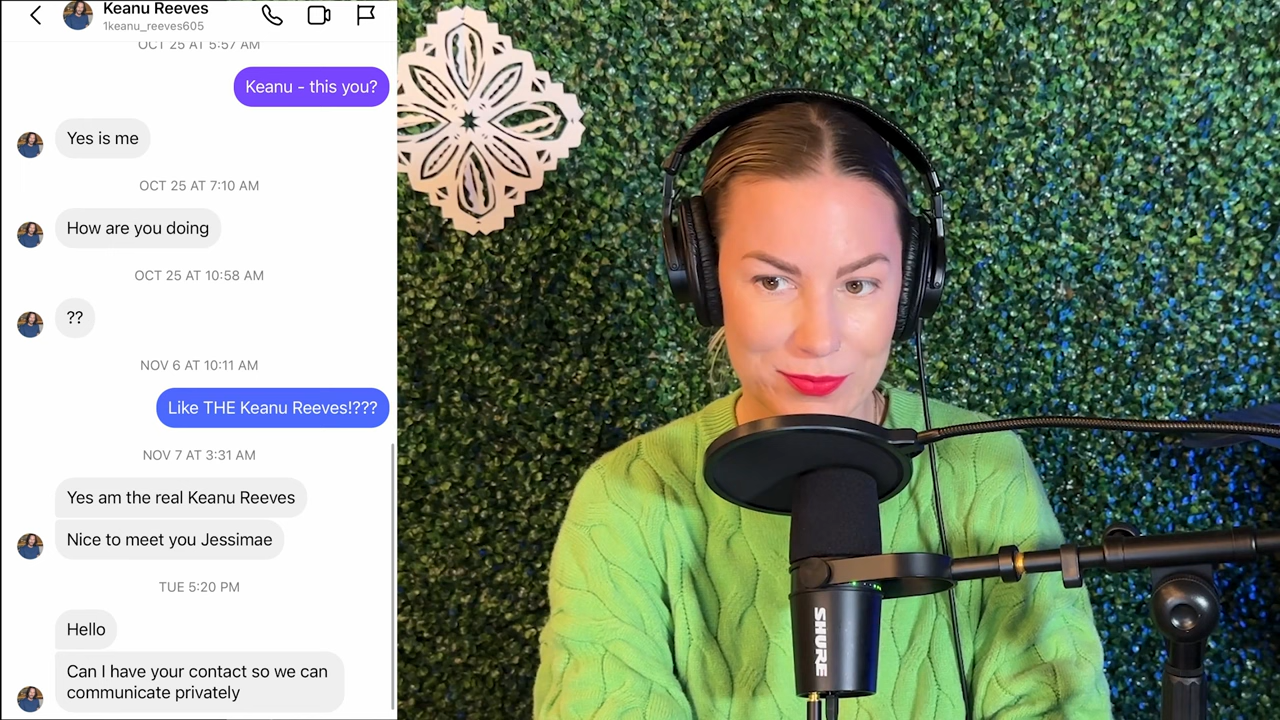 Keanu Reeves
1keanu_reeves605
OCT 25 AT 5:57 AM
Keanu - this you?
Yes is me
OCT 25 AT 7:10 AM
How are you doing
OCT 25 AT 10:58 AM
??
NOV 6 AT 10:11 AM
Like THE Keanu Reeves!???
NOV 7 AT 3:31 AM
Yes am the real Keanu Reeves
Nice to meet you Jessimae
TUE 5:20 PM
Hello
Can I have your contact so we can
communicate privately
SHURE